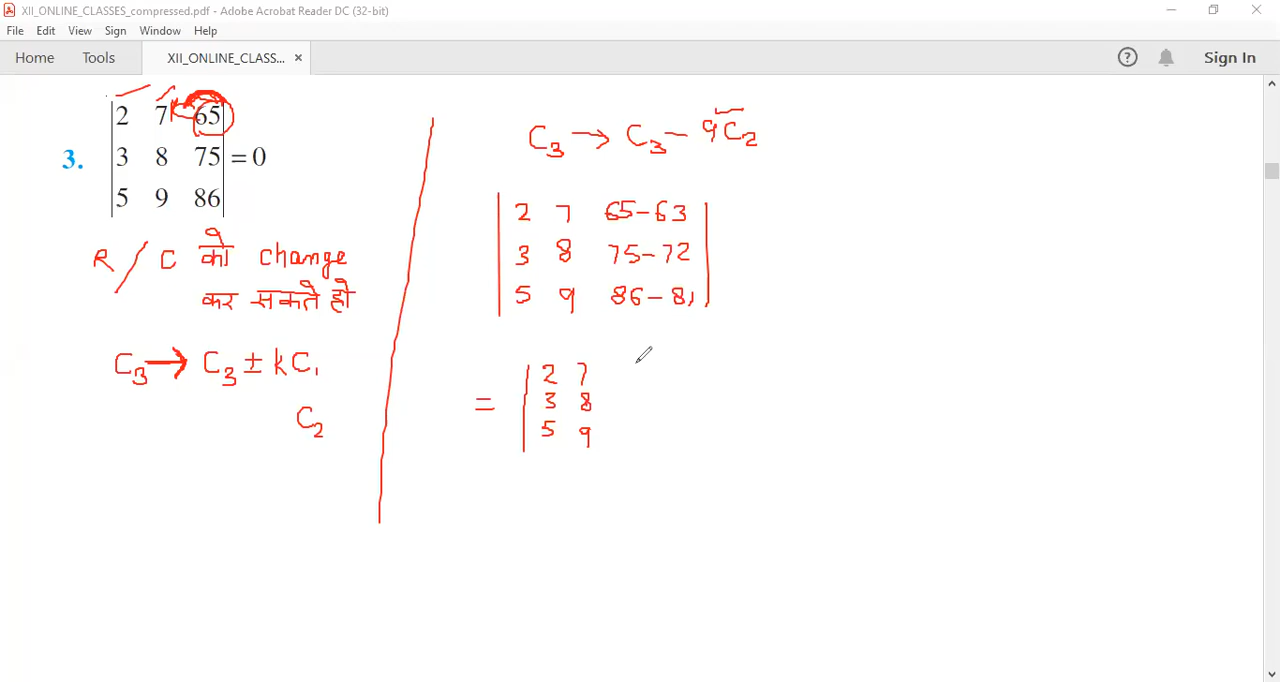 XII_ONLINE_CLASSES_compressed.pdf - Adobe Acrobat Reader DC (32-bit)
File Edit View Sign Window Help
Home Tools XII_ONLINE_CLASS... × ? Sign In
3.
2 7 65
3 8 75 = 0
5 9 86
R / C को change
कर सकते हो
C₃ → C₃ ± kC₁
C₂
C₃ → C₃ – 9C₂
2 7 65-63
3 8 75-72
5 9 86-81
=
2 7
3 8
5 9